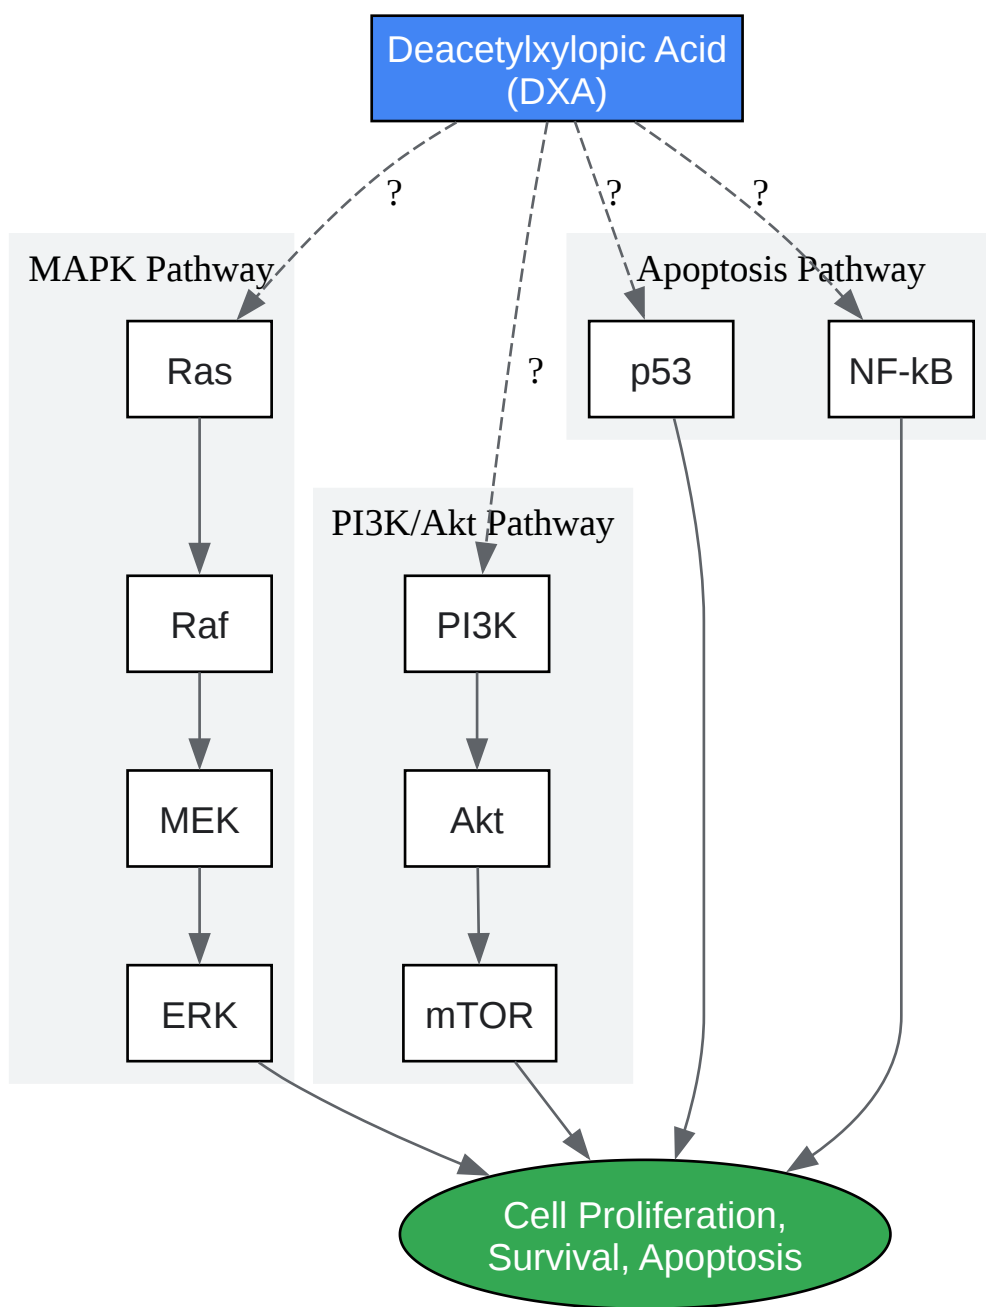 Deacetylxylopic Acid
(DXA)
?
?
?
MAPK Pathway
Apoptosis Pathway
Ras
?
p53
NF-kB
PI3K/Akt Pathway
Raf
PI3K
MEK
Akt
ERK
mTOR
Cell Proliferation,
Survival, Apoptosis